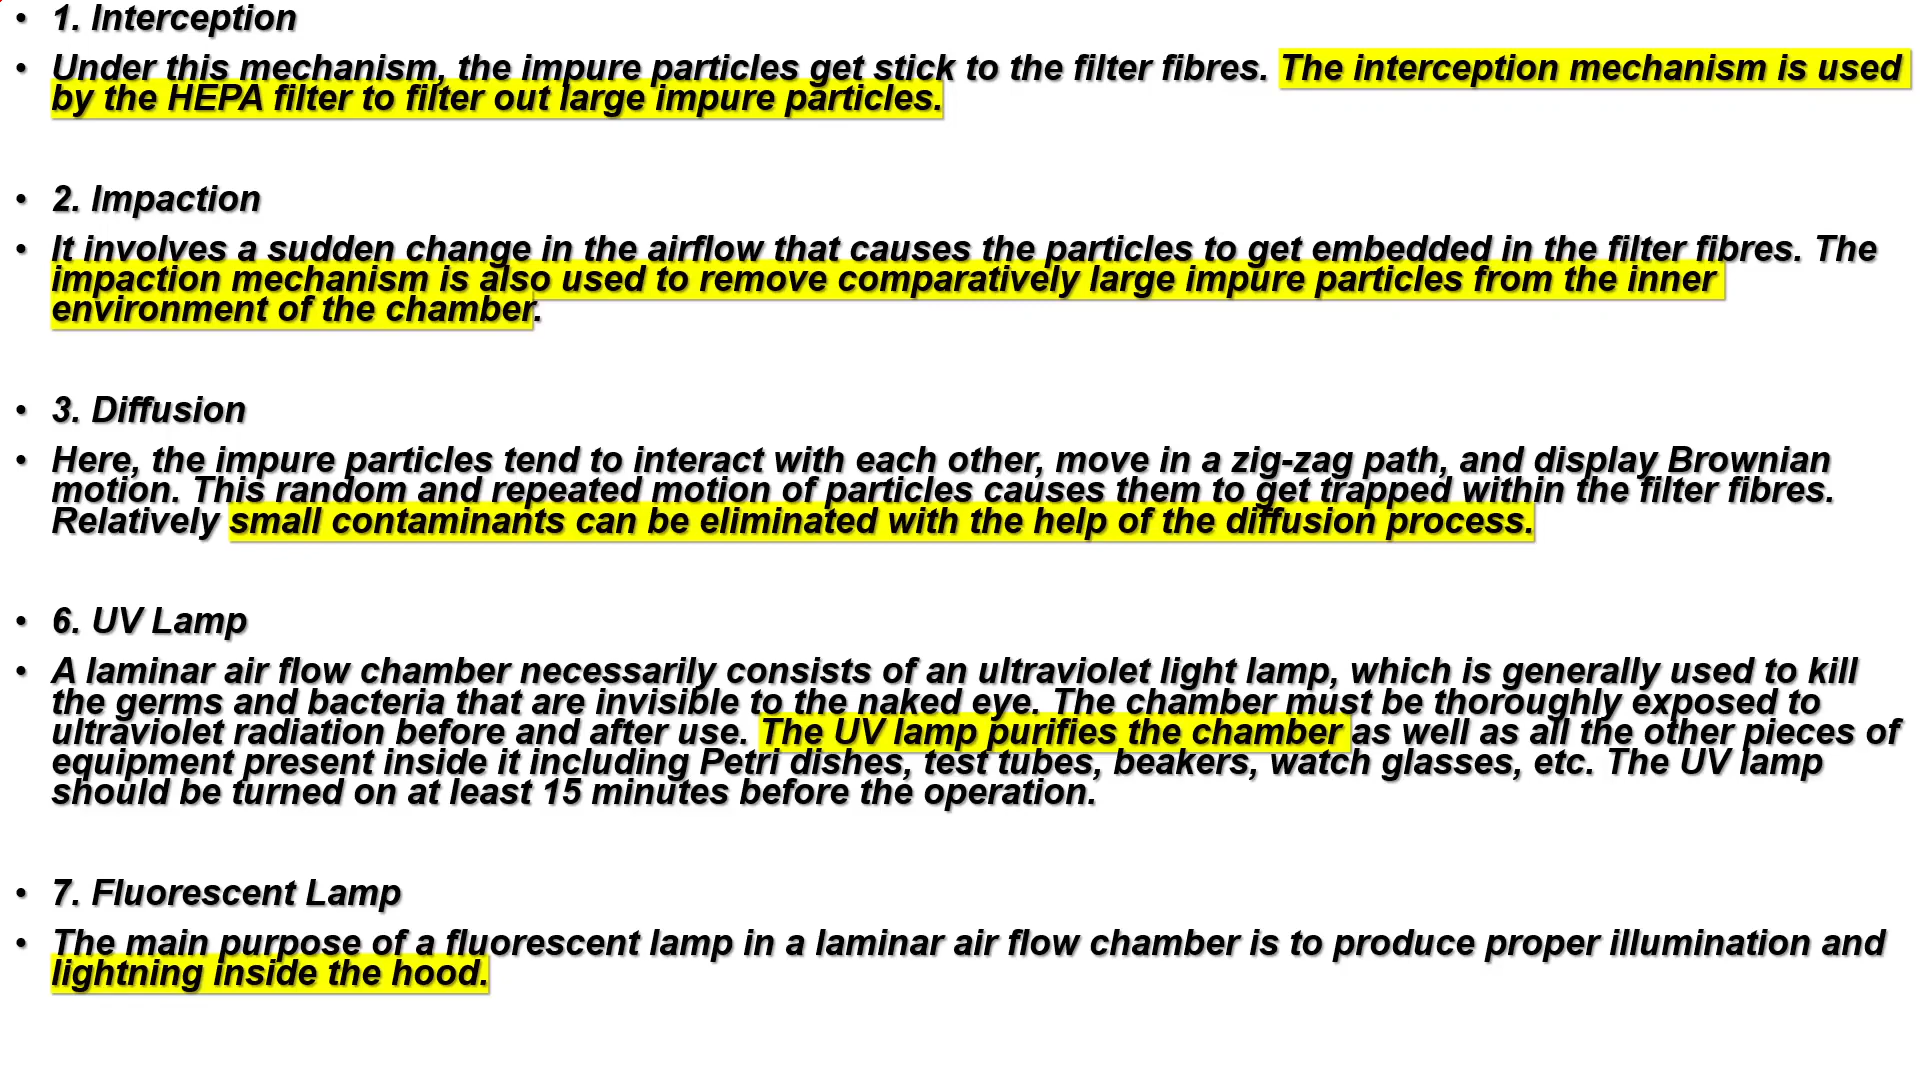 • 1. Interception
• Under this mechanism, the impure particles get stick to the filter fibres. The interception mechanism is used
by the HEPA filter to filter out large impure particles.
• 2. Impaction
• It involves a sudden change in the airflow that causes the particles to get embedded in the filter fibres. The
impaction mechanism is also used to remove comparatively large impure particles from the inner
environment of the chamber.
• 3. Diffusion
• Here, the impure particles tend to interact with each other, move in a zig-zag path, and display Brownian
motion. This random and repeated motion of particles causes them to get trapped within the filter fibres.
Relatively small contaminants can be eliminated with the help of the diffusion process.
• 6. UV Lamp
• A laminar air flow chamber necessarily consists of an ultraviolet light lamp, which is generally used to kill
the germs and bacteria that are invisible to the naked eye. The chamber must be thoroughly exposed to
ultraviolet radiation before and after use. The UV lamp purifies the chamber as well as all the other pieces of
equipment present inside it including Petri dishes, test tubes, beakers, watch glasses, etc. The UV lamp
should be turned on at least 15 minutes before the operation.
• 7. Fluorescent Lamp
• The main purpose of a fluorescent lamp in a laminar air flow chamber is to produce proper illumination and
lightning inside the hood.